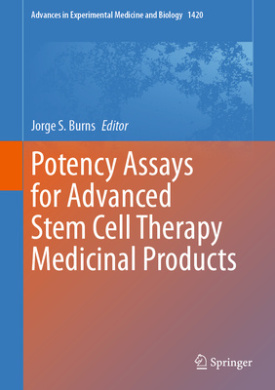 Advances in Experimental Medicine and Biology 1420
Jorge S. Burns Editor
Potency Assays
for Advanced
Stem Cell Therapy
Medicinal Products
Springer